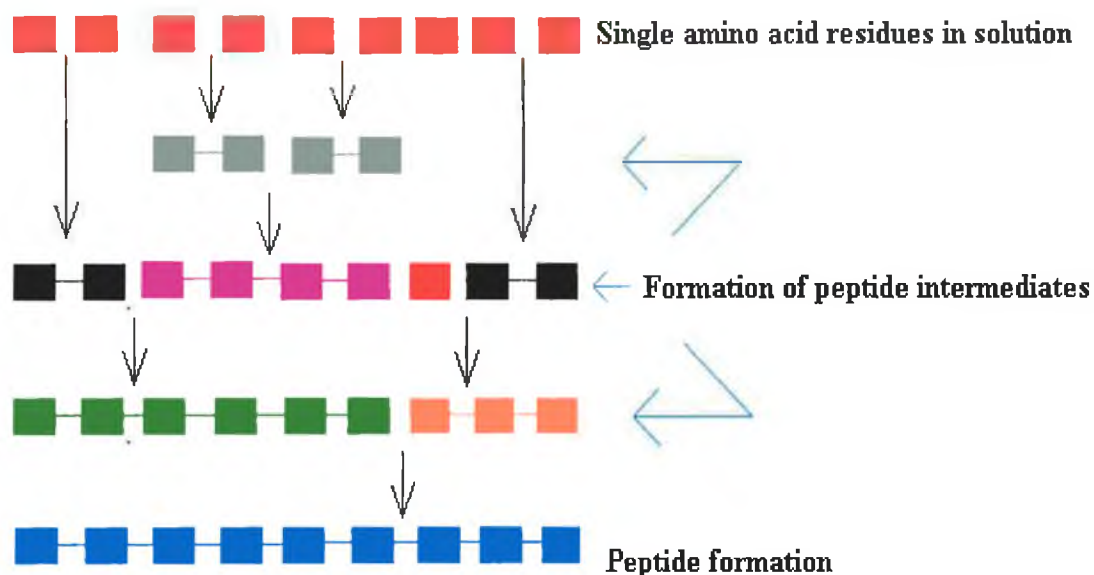 Single amino acid residues in solution
Formation of peptide intermediates
Peptide formation